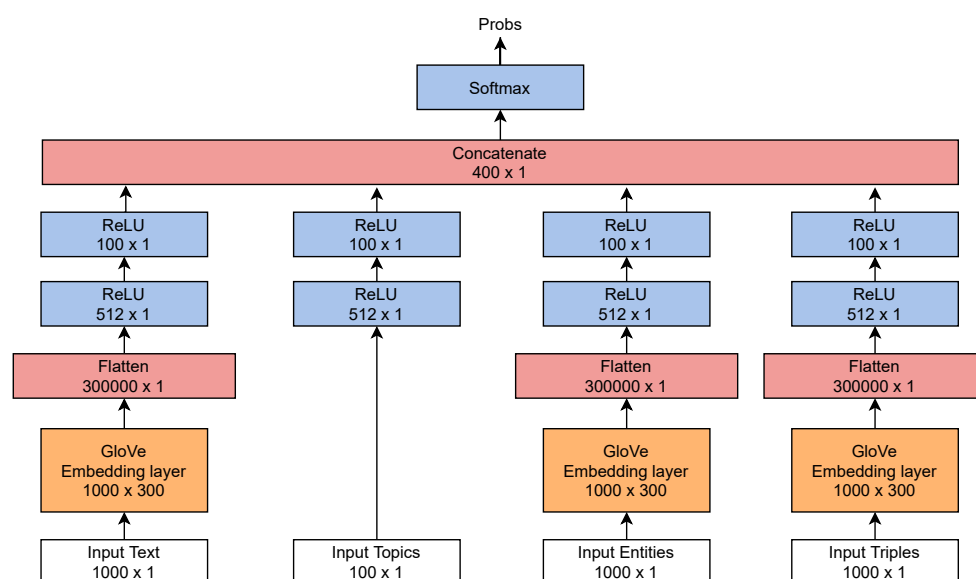 Probs
Softmax
Concatenate
400 x 1
ReLU
100 x 1
ReLU
100 x 1
ReLU
100 x 1
ReLU
100 x 1
ReLU
512 x 1
ReLU
512 x 1
ReLU
512 x 1
ReLU
512 x 1
Flatten
300000 x 1
Flatten
300000 x 1
Flatten
300000 x 1
GloVe
Embedding layer
1000 x 300
GloVe
Embedding layer
1000 x 300
GloVe
Embedding layer
1000 x 300
Input Text
1000 x 1
Input Topics
100 x 1
Input Entities
1000 x 1
Input Triples
1000 x 1